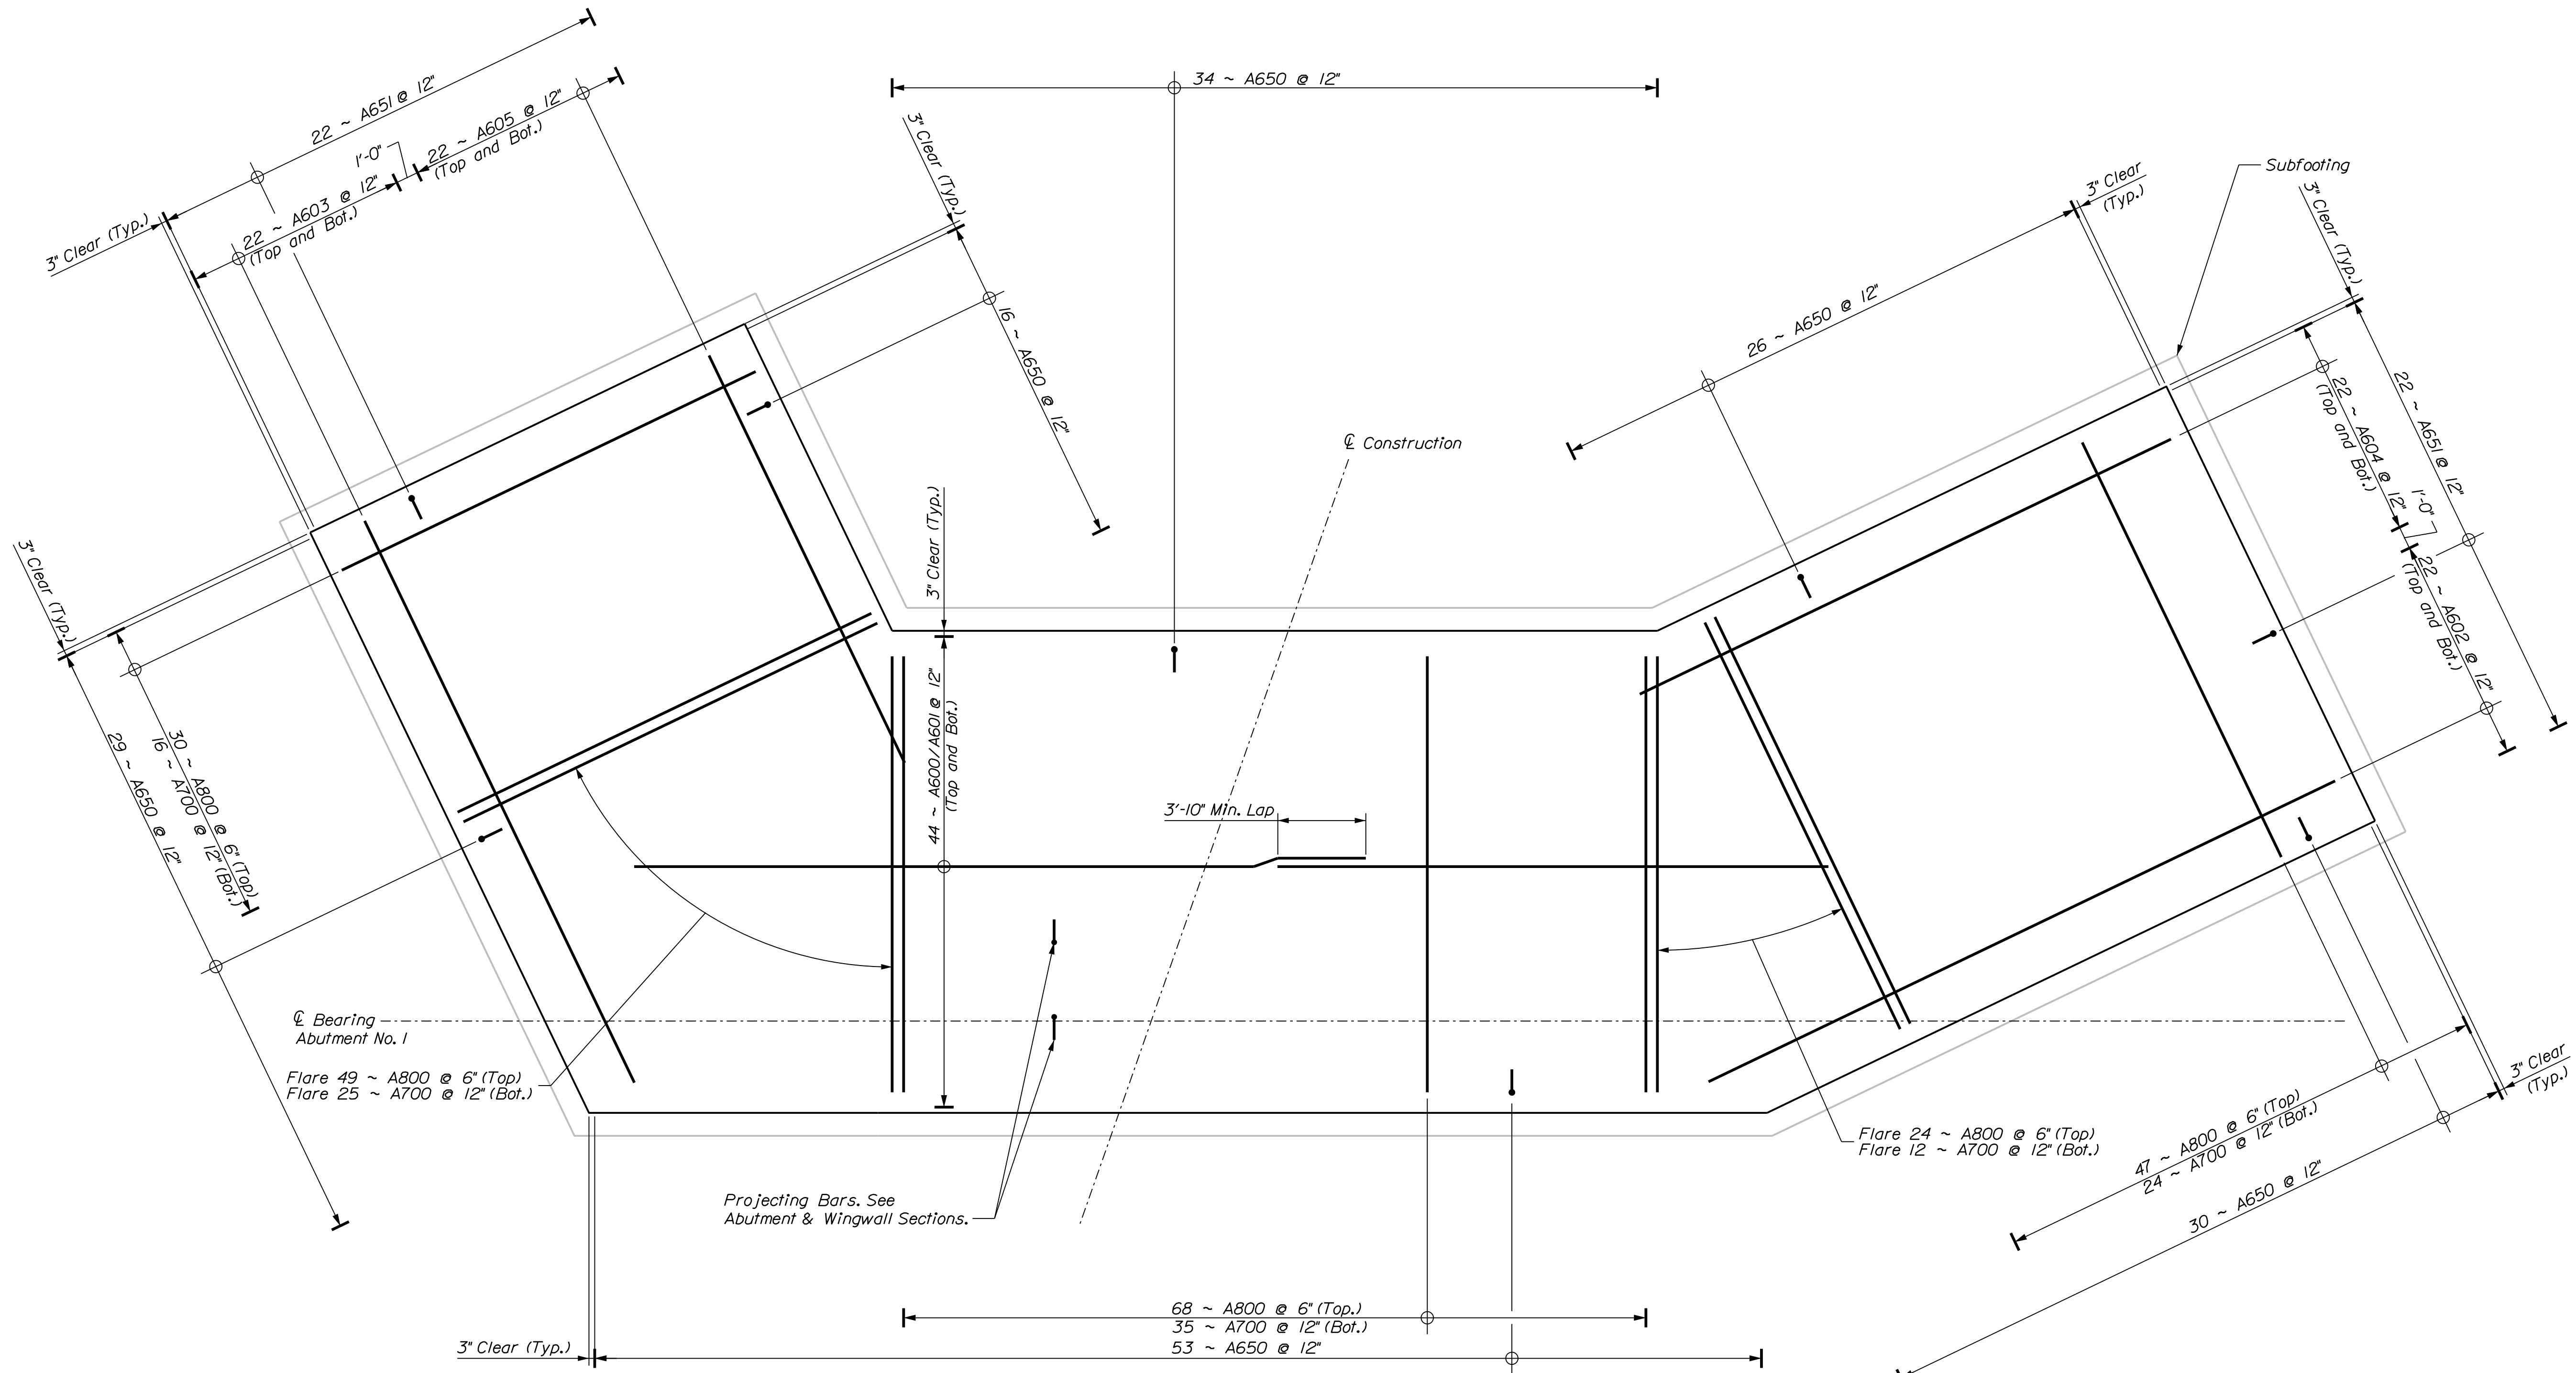 22 ~ A651 @ 12"
22 ~ A605 @ 12"
(Top and Bot.)
1'-0"
22 ~ A603 @ 12"
(Top and Bot.)
3" Clear (Typ.)
34 ~ A650 @ 12"
3" Clear (Typ.)
16 ~ A650 @ 12"
3" Clear
(Typ.)
Subfooting
3" Clear (Typ.)
26 ~ A650 @ 12"
22 ~ A651 @ 12"
22 ~ A604 @ 12"
(Top and Bot.)
1'-0"
22 ~ A602 @ 12"
(Top and Bot.)
℄ Construction
3" Clear (Typ.)
44 ~ A600/A601 @ 12"
(Top and Bot.)
3'-10" Min. Lap
3" Clear (Typ.)
30 ~ A800 @ 6" (Top)
16 ~ A700 @ 12" (Bot.)
29 ~ A650 @ 12"
℄ Bearing
Abutment No. 1
Flare 49 ~ A800 @ 6" (Top)
Flare 25 ~ A700 @ 12" (Bot.)
Projecting Bars. See
Abutment & Wingwall Sections.
Flare 24 ~ A800 @ 6" (Top)
Flare 12 ~ A700 @ 12" (Bot.)
3" Clear
(Typ.)
47 ~ A800 @ 6" (Top)
24 ~ A700 @ 12" (Bot.)
30 ~ A650 @ 12"
68 ~ A800 @ 6" (Top.)
35 ~ A700 @ 12" (Bot.)
3" Clear (Typ.)
53 ~ A650 @ 12"